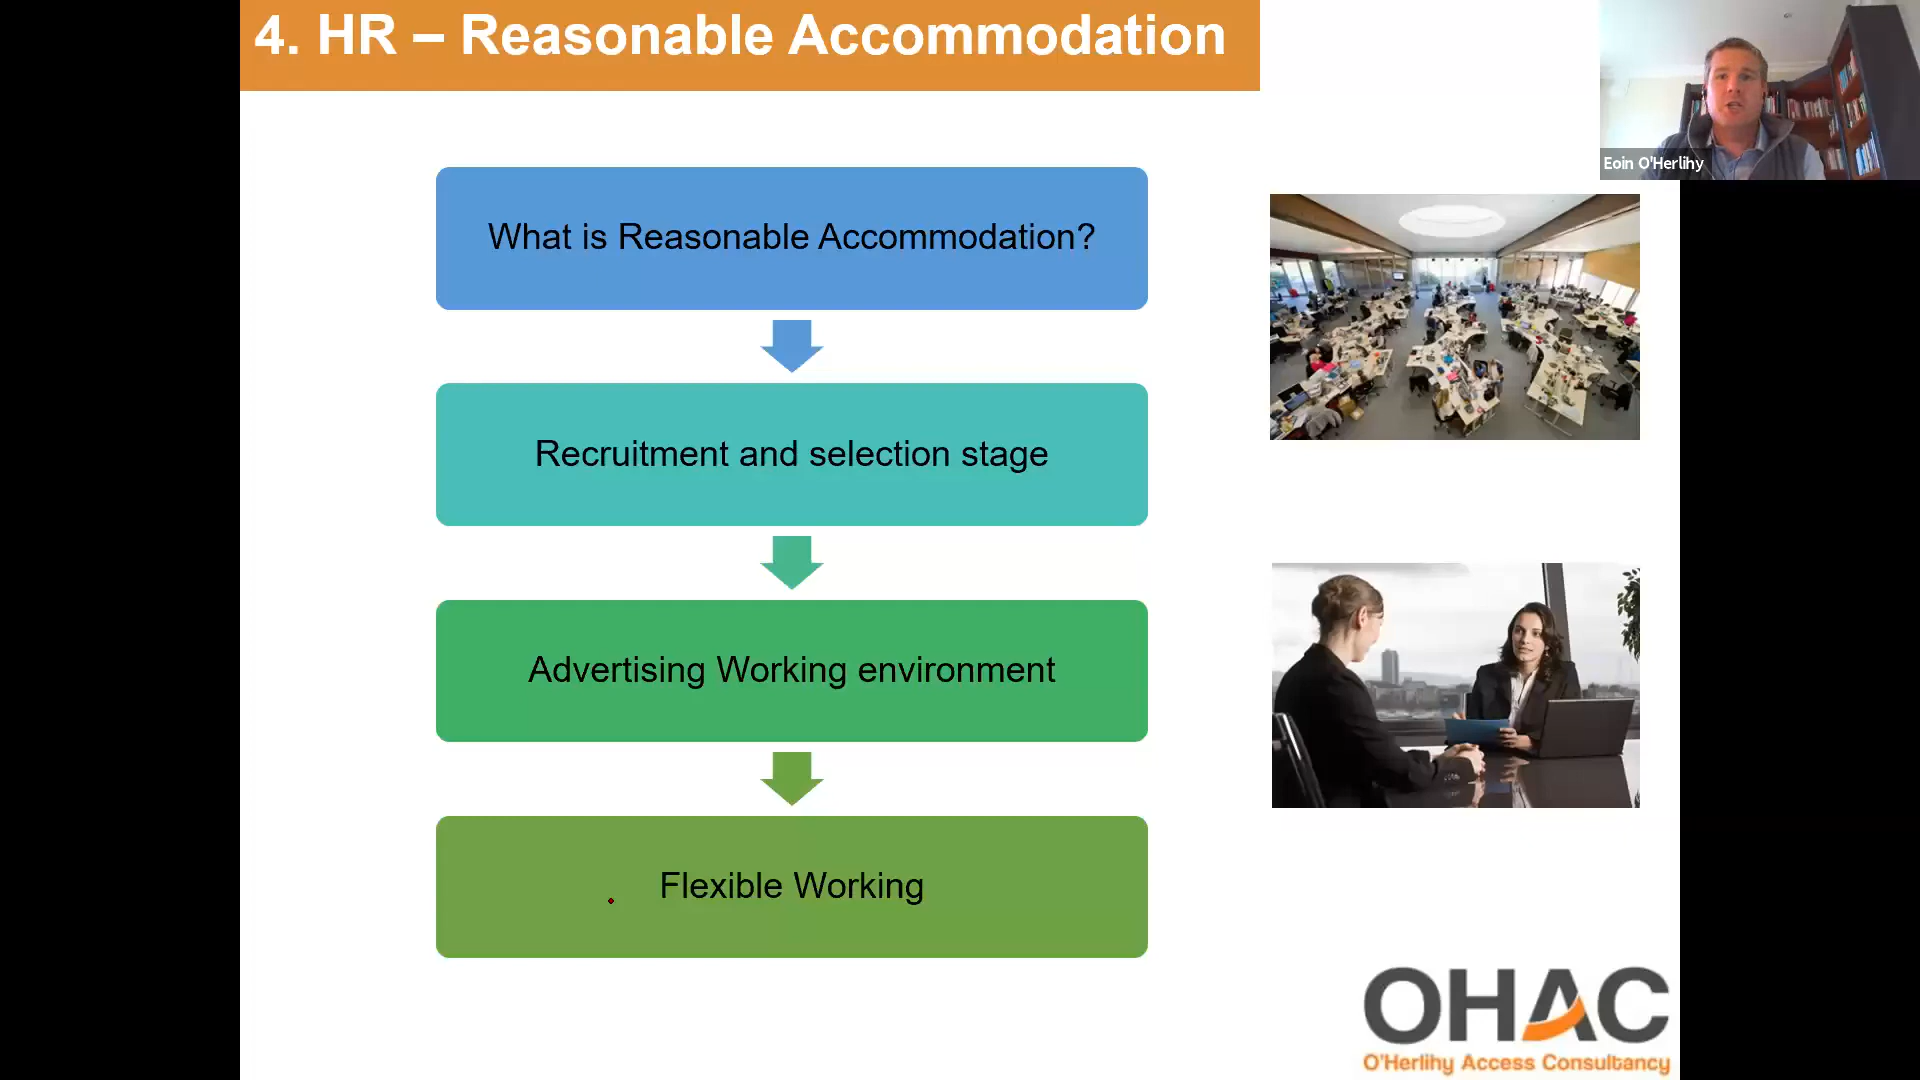 4. HR – Reasonable Accommodation
Eoin O'Herlihy
What is Reasonable Accommodation?
Recruitment and selection stage
Advertising Working environment
Flexible Working
OHAC
O'Herlihy Access Consultancy